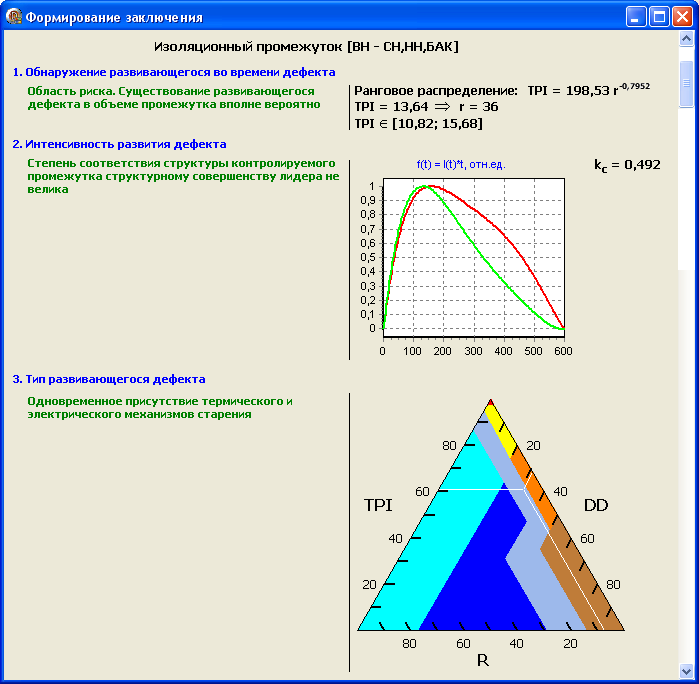 Формирование заключения
Изоляционный промежуток [ВН - СН,НН,БАК]
1. Обнаружение развивающегося во времени дефекта
Область риска. Существование развивающегося
дефекта в объеме промежутка вполне вероятно
Ранговое распределение: TPI = 198,53 r^-0,7952
TPI = 13,64 ⇒ r = 36
TPI ∈ [10,82; 15,68]
2. Интенсивность развития дефекта
Степень соответствия структуры контролируемого
промежутка структурному совершенству лидера не
велика
f(t) = I(t)*t, отн.ед.
kc = 0,492
1
0,9
0,8
0,7
0,6
0,5
0,4
0,3
0,2
0,1
0
0 100 200 300 400 500 600
3. Тип развивающегося дефекта
Одновременное присутствие термического и
электрического механизмов старения
80 20
60 40
TPI DD
40 60
20 80
80 60 40 20
R